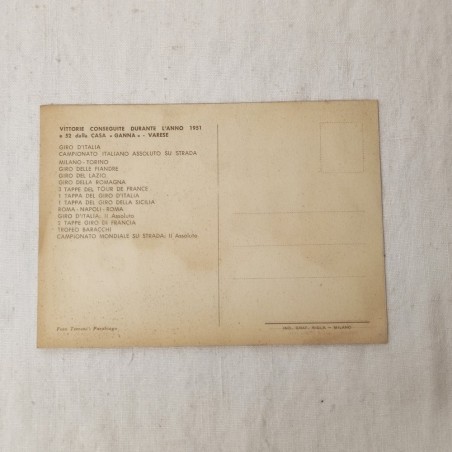 VITTORIE CONSEGUITE DURANTE L'ANNO 1951
e 52 dalla CASA « GANNA » - VARESE
GIRO D'ITALIA
CAMPIONATO ITALIANO ASSOLUTO SU STRADA
MILANO - TORINO
GIRO DELLE FIANDRE
GIRO DEL LAZIO
GIRO DELLA ROMAGNA
3 TAPPE DEL TOUR DE FRANCE
1 TAPPA DEL GIRO D'ITALIA
1 TAPPA DEL GIRO DELLA SICILIA
ROMA - NAPOLI - ROMA
GIRO D'ITALIA, II Assoluto
2 TAPPE GIRO DI FRANCIA
TROFEO BARACCHI
CAMPIONATO MONDIALE SU STRADA, II Assoluto
Foto
MILANO